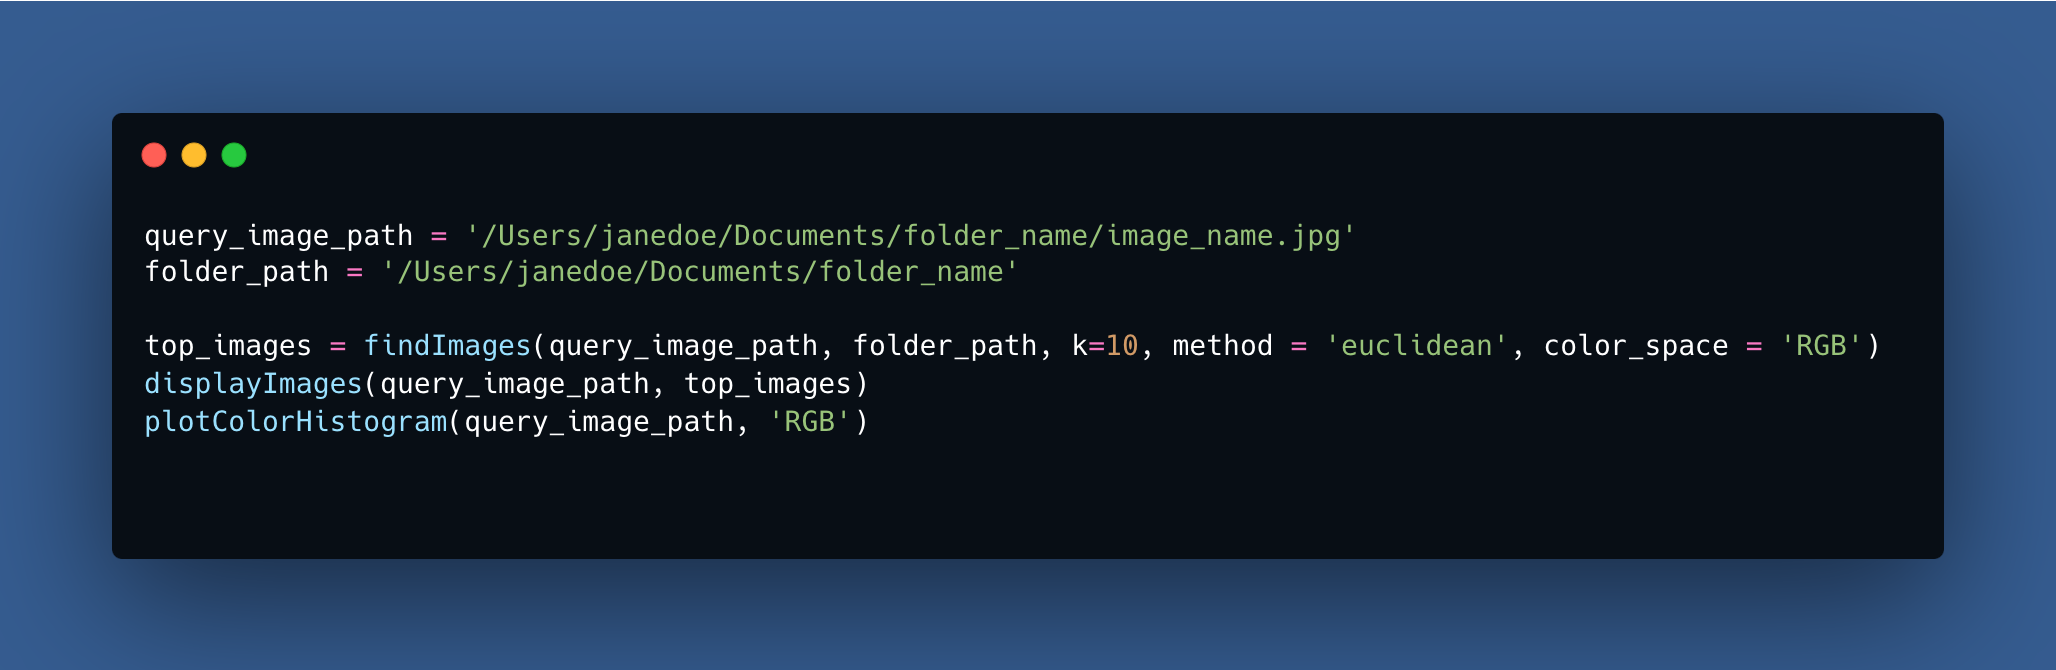 query_image_path = '/Users/janedoe/Documents/folder_name/image_name.jpg'
folder_path = '/Users/janedoe/Documents/folder_name'
top_images = findImages(query_image_path, folder_path, k=10, method = 'euclidean', color_space = 'RGB')
displayImages(query_image_path, top_images)
plotColorHistogram(query_image_path, 'RGB')